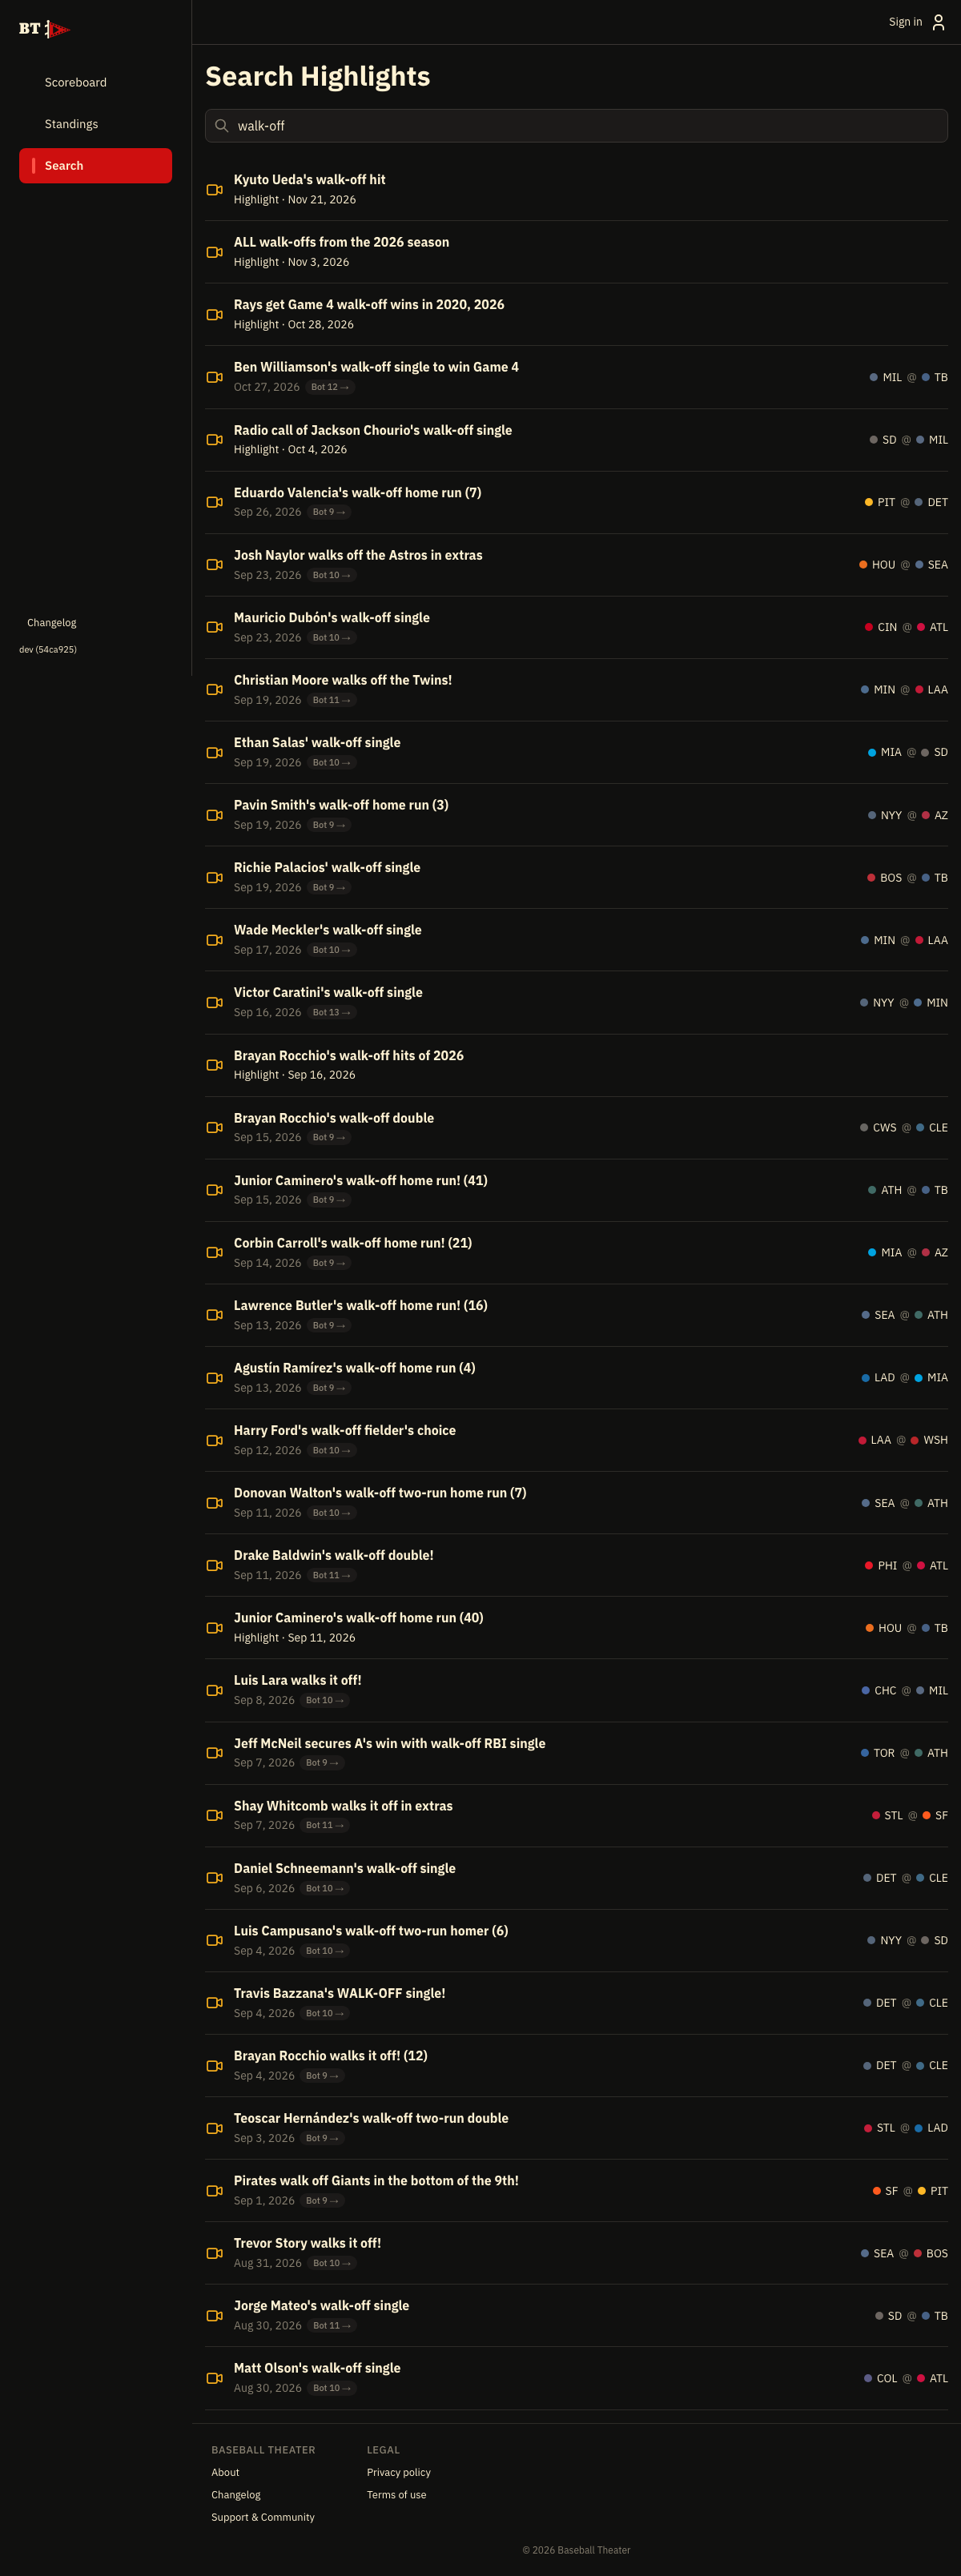 BT
Scoreboard
Standings
Search
Changelog
dev (54ca925)
Sign in
Search Highlights
walk-off
Kyuto Ueda's walk-off hit
Highlight · Nov 21, 2026
ALL walk-offs from the 2026 season
Highlight · Nov 3, 2026
Rays get Game 4 walk-off wins in 2020, 2026
Highlight · Oct 28, 2026
Ben Williamson's walk-off single to win Game 4
Oct 27, 2026 Bot 12 → MIL @ TB
Radio call of Jackson Chourio's walk-off single
Highlight · Oct 4, 2026 SD @ MIL
Eduardo Valencia's walk-off home run (7)
Sep 26, 2026 Bot 9 → PIT @ DET
Josh Naylor walks off the Astros in extras
Sep 23, 2026 Bot 10 → HOU @ SEA
Mauricio Dubón's walk-off single
Sep 23, 2026 Bot 10 → CIN @ ATL
Christian Moore walks off the Twins!
Sep 19, 2026 Bot 11 → MIN @ LAA
Ethan Salas' walk-off single
Sep 19, 2026 Bot 10 → MIA @ SD
Pavin Smith's walk-off home run (3)
Sep 19, 2026 Bot 9 → NYY @ AZ
Richie Palacios' walk-off single
Sep 19, 2026 Bot 9 → BOS @ TB
Wade Meckler's walk-off single
Sep 17, 2026 Bot 10 → MIN @ LAA
Victor Caratini's walk-off single
Sep 16, 2026 Bot 13 → NYY @ MIN
Brayan Rocchio's walk-off hits of 2026
Highlight · Sep 16, 2026
Brayan Rocchio's walk-off double
Sep 15, 2026 Bot 9 → CWS @ CLE
Junior Caminero's walk-off home run! (41)
Sep 15, 2026 Bot 9 → ATH @ TB
Corbin Carroll's walk-off home run! (21)
Sep 14, 2026 Bot 9 → MIA @ AZ
Lawrence Butler's walk-off home run! (16)
Sep 13, 2026 Bot 9 → SEA @ ATH
Agustín Ramírez's walk-off home run (4)
Sep 13, 2026 Bot 9 → LAD @ MIA
Harry Ford's walk-off fielder's choice
Sep 12, 2026 Bot 10 → LAA @ WSH
Donovan Walton's walk-off two-run home run (7)
Sep 11, 2026 Bot 10 → SEA @ ATH
Drake Baldwin's walk-off double!
Sep 11, 2026 Bot 11 → PHI @ ATL
Junior Caminero's walk-off home run (40)
Highlight · Sep 11, 2026 HOU @ TB
Luis Lara walks it off!
Sep 8, 2026 Bot 10 → CHC @ MIL
Jeff McNeil secures A's win with walk-off RBI single
Sep 7, 2026 Bot 9 → TOR @ ATH
Shay Whitcomb walks it off in extras
Sep 7, 2026 Bot 11 → STL @ SF
Daniel Schneemann's walk-off single
Sep 6, 2026 Bot 10 → DET @ CLE
Luis Campusano's walk-off two-run homer (6)
Sep 4, 2026 Bot 10 → NYY @ SD
Travis Bazzana's WALK-OFF single!
Sep 4, 2026 Bot 10 → DET @ CLE
Brayan Rocchio walks it off! (12)
Sep 4, 2026 Bot 9 → DET @ CLE
Teoscar Hernández's walk-off two-run double
Sep 3, 2026 Bot 9 → STL @ LAD
Pirates walk off Giants in the bottom of the 9th!
Sep 1, 2026 Bot 9 → SF @ PIT
Trevor Story walks it off!
Aug 31, 2026 Bot 10 → SEA @ BOS
Jorge Mateo's walk-off single
Aug 30, 2026 Bot 11 → SD @ TB
Matt Olson's walk-off single
Aug 30, 2026 Bot 10 → COL @ ATL
BASEBALL THEATER
About
Changelog
Support & Community
LEGAL
Privacy policy
Terms of use
© 2026 Baseball Theater